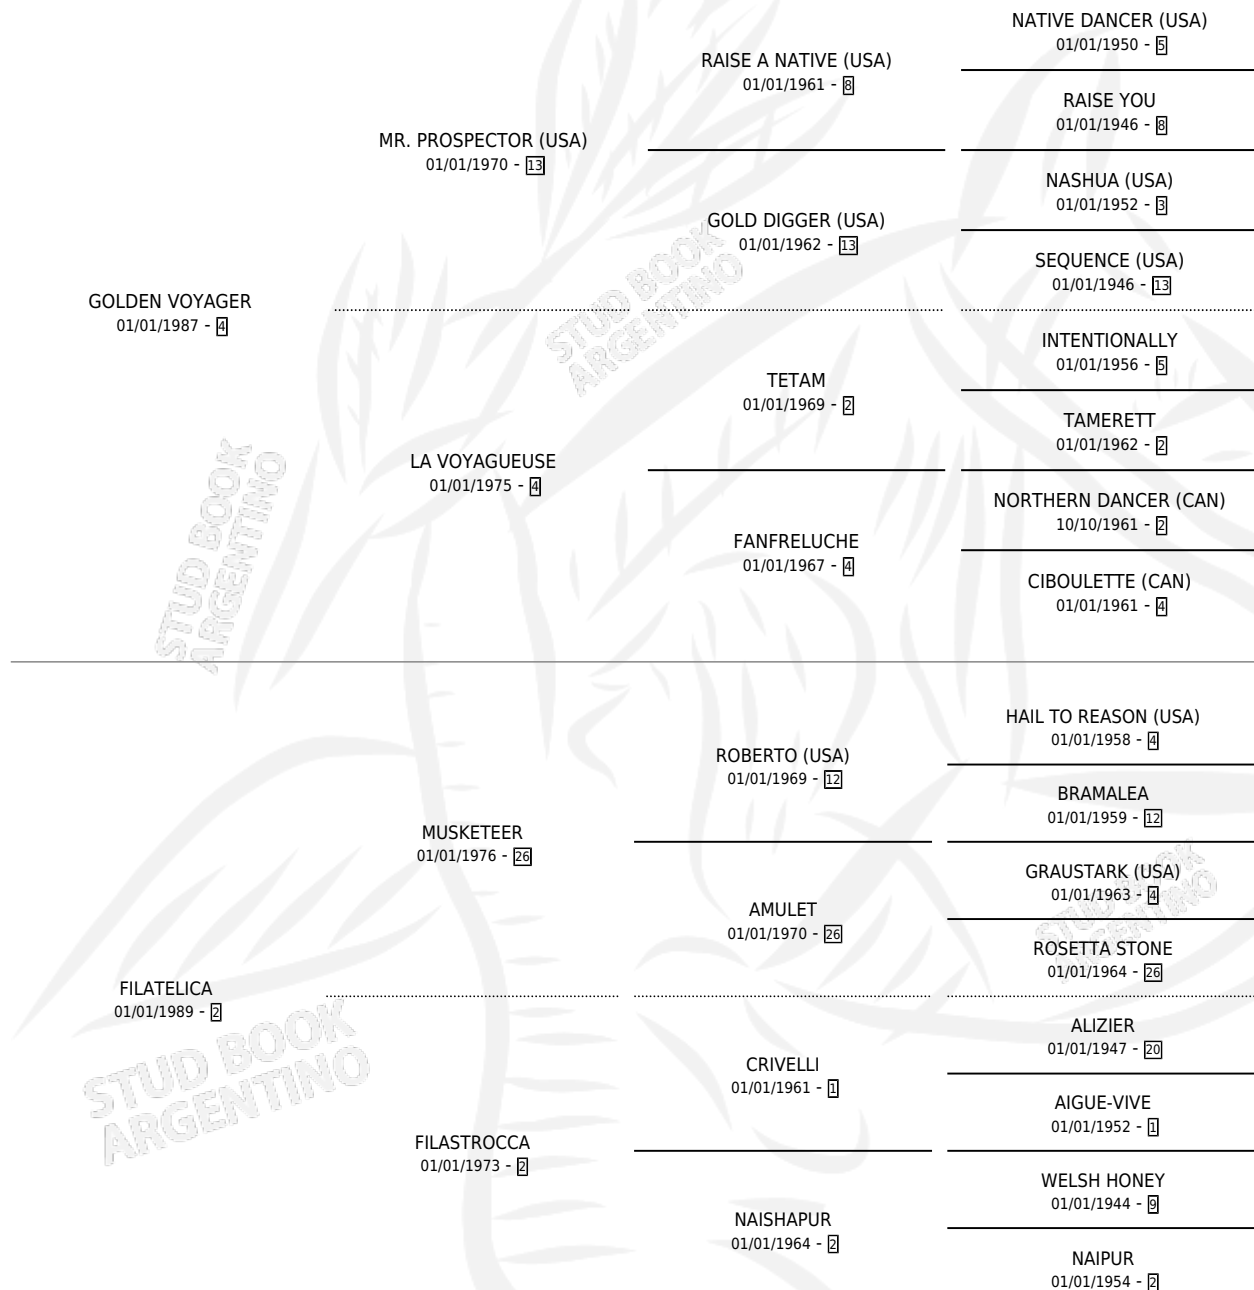 NATIVE DANCER (USA)
01/01/1950 - 5
RAISE A NATIVE (USA)
01/01/1961 - 8
RAISE YOU
01/01/1946 - 8
MR. PROSPECTOR (USA)
01/01/1970 - 13
NASHUA (USA)
01/01/1952 - 3
GOLD DIGGER (USA)
01/01/1962 - 13
SEQUENCE (USA)
01/01/1946 - 13
GOLDEN VOYAGER
01/01/1987 - 4
STUD BOOK
ARGENTINO
INTENTIONALLY
01/01/1956 - 5
TETAM
01/01/1969 - 2
TAMERETT
01/01/1962 - 2
LA VOYAGUEUSE
01/01/1975 - 4
NORTHERN DANCER (CAN)
10/10/1961 - 2
FANFRELUCHE
01/01/1967 - 4
CIBOULETTE (CAN)
01/01/1961 - 4
STUD BOOK
ARGENTINO
HAIL TO REASON (USA)
01/01/1958 - 4
ROBERTO (USA)
01/01/1969 - 12
BRAMALEA
01/01/1959 - 12
MUSKETEER
01/01/1976 - 26
GRAUSTARK (USA)
01/01/1963 - 4
STUD BOOK
ARGENTINO
AMULET
01/01/1970 - 26
ROSETTA STONE
01/01/1964 - 26
FILATELICA
01/01/1989 - 2
STUD BOOK
ARGENTINO
ALIZIER
01/01/1947 - 20
CRIVELLI
01/01/1961 - 1
AIGUE-VIVE
01/01/1952 - 1
FILASTROCCA
01/01/1973 - 2
WELSH HONEY
01/01/1944 - 9
NAISHAPUR
01/01/1964 - 2
NAIPUR
01/01/1954 - 2